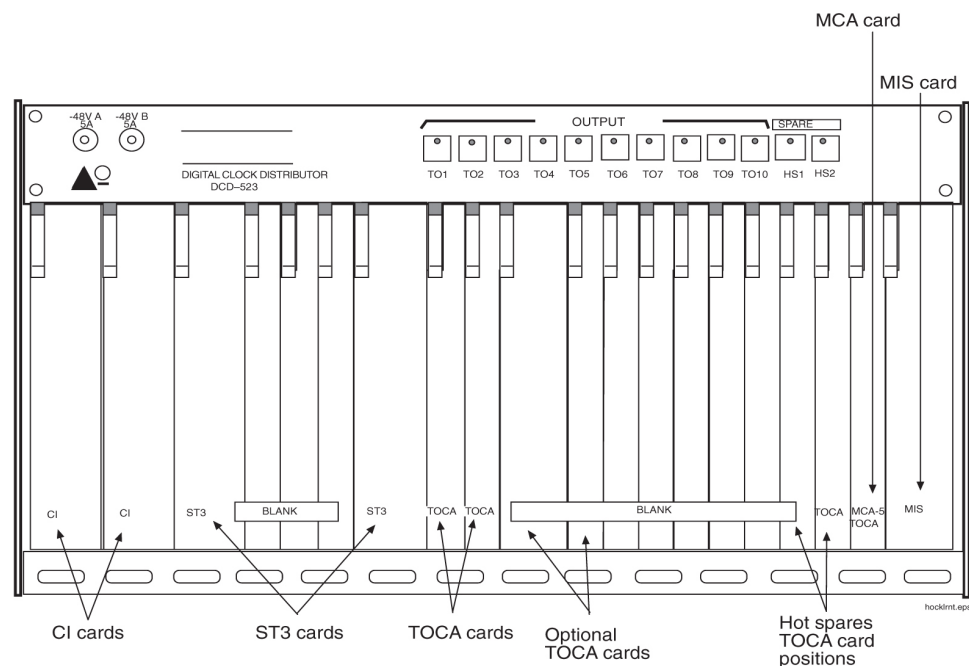 MCA card
MIS card
-48V A
5A
-48V B
5A
OUTPUT
SPARE
DIGITAL CLOCK DISTRIBUTOR
DCD–523
TO1 TO2 TO3 TO4 TO5 TO6 TO7 TO8 TO9 TO10 HS1 HS2
CI CI ST3 BLANK ST3 TOCA TOCA BLANK TOCA MCA-5 MIS
TOCA
hocklrnt.eps
CI cards
ST3 cards
TOCA cards
Optional
TOCA cards
Hot spares
TOCA card
positions